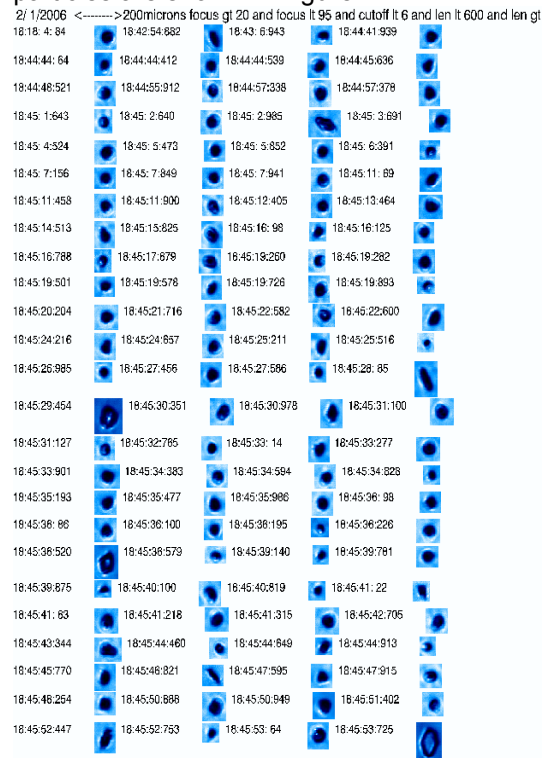 2/ 1/2006 <-------->200microns focus gt 20 and focus lt 95 and cutoff lt 6 and len lt 600 and len gt
18:18: 4: 84 18:42:54:682 18:43: 6:943 18:44:41:939
18:44:44: 64 18:44:44:412 18:44:44:539 18:44:45:636
18:44:46:521 18:44:55:912 18:44:57:338 18:44:57:378
18:45: 1:643 18:45: 2:640 18:45: 2:985 18:45: 3:691
18:45: 4:524 18:45: 5:473 18:45: 5:652 18:45: 6:391
18:45: 7:156 18:45: 7:849 18:45: 7:941 18:45:11: 69
18:45:11:458 18:45:11:900 18:45:12:405 18:45:13:464
18:45:14:513 18:45:15:625 18:45:16: 98 18:45:16:125
18:45:16:788 18:45:17:679 18:45:19:260 18:45:19:282
18:45:19:501 18:45:19:576 18:45:19:726 18:45:19:893
18:45:20:204 18:45:21:716 18:45:22:582 18:45:22:600
18:45:24:216 18:45:24:657 18:45:25:211 18:45:25:516
18:45:26:985 18:45:27:456 18:45:27:586 18:45:28: 85
18:45:29:454 18:45:30:351 18:45:30:978 18:45:31:100
18:45:31:127 18:45:32:765 18:45:33: 14 18:45:33:277
18:45:33:901 18:45:34:383 18:45:34:594 18:45:34:828
18:45:35:193 18:45:35:477 18:45:35:986 18:45:36: 98
18:45:36: 86 18:45:36:100 18:45:36:195 18:45:36:226
18:45:36:520 18:45:36:579 18:45:39:140 18:45:39:781
18:45:39:875 18:45:40:100 18:45:40:819 18:45:41: 22
18:45:41: 63 18:45:41:218 18:45:41:315 18:45:42:705
18:45:43:344 18:45:44:460 18:45:44:649 18:45:44:913
18:45:45:770 18:45:46:821 18:45:47:595 18:45:47:915
18:45:48:254 18:45:50:868 18:45:50:949 18:45:51:402
18:45:52:447 18:45:52:753 18:45:53: 64 18:45:53:725